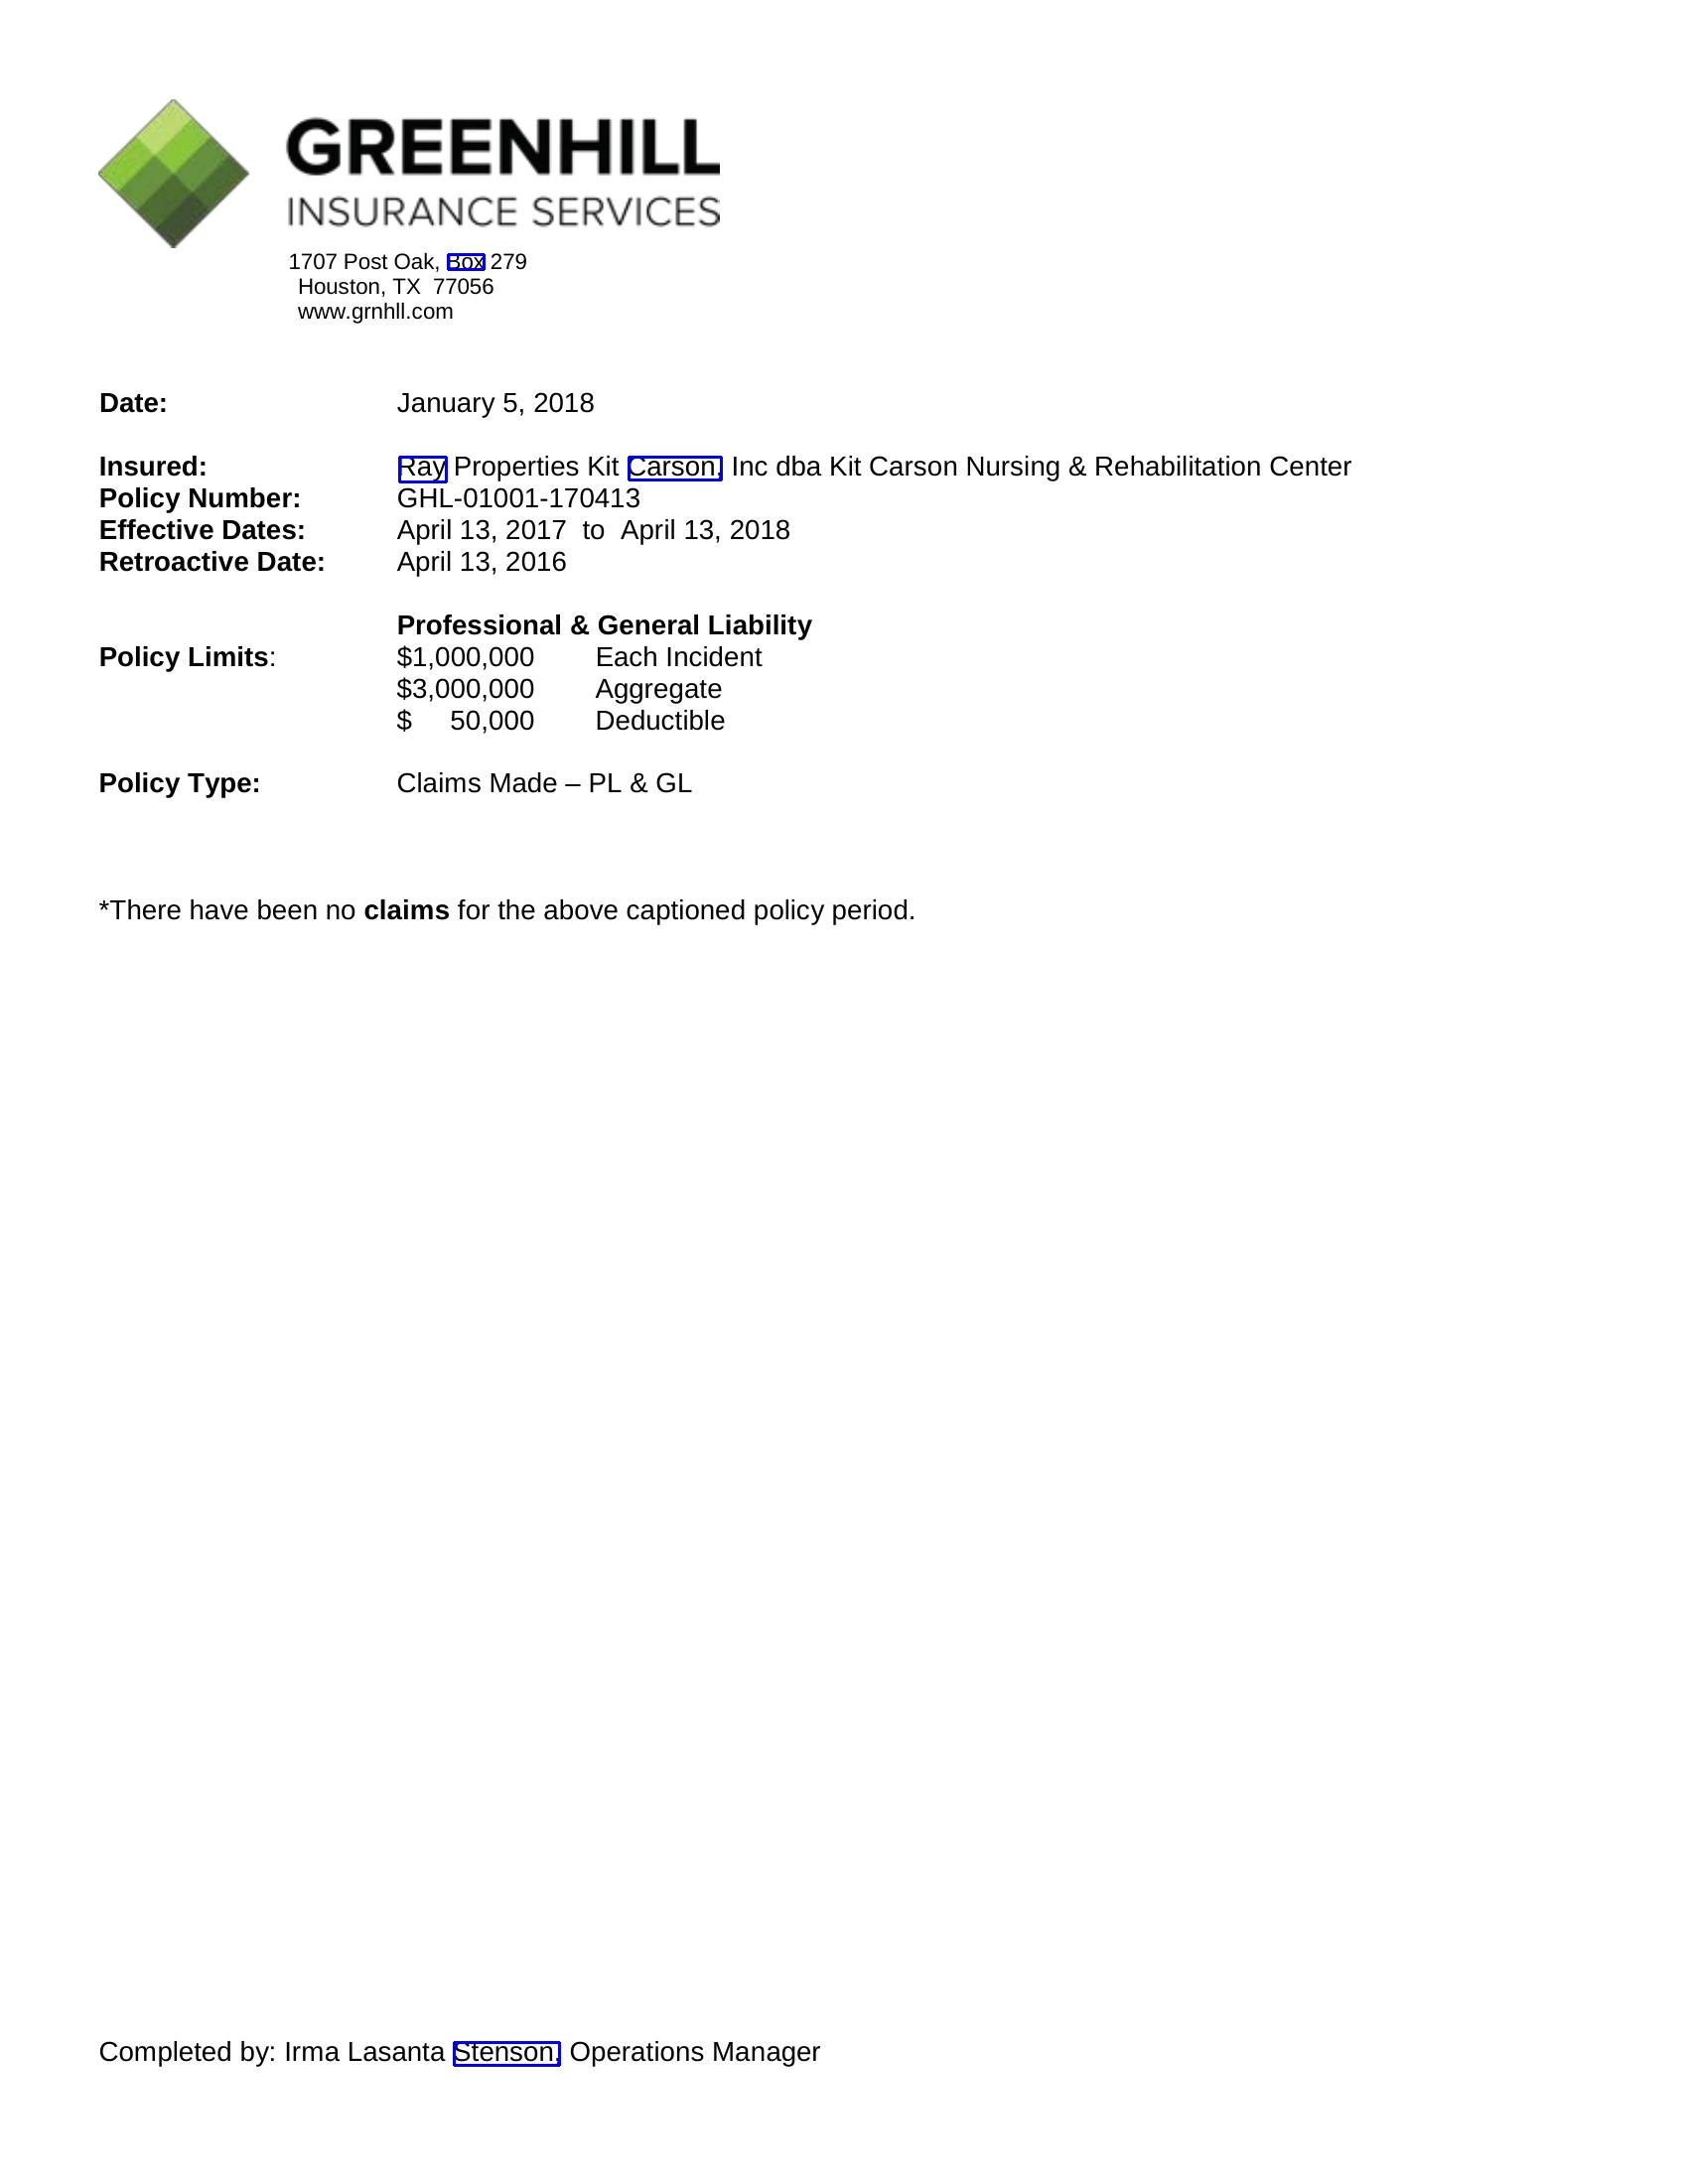 GREENHILL
INSURANCE SERVICES
1707 Post Oak, Box 279
Houston, TX 77056
www.grnhll.com
Date: January 5, 2018
Insured: Ray Properties Kit Carson, Inc dba Kit Carson Nursing & Rehabilitation Center
Policy Number: GHL-01001-170413
Effective Dates: April 13, 2017 to April 13, 2018
Retroactive Date: April 13, 2016
Professional & General Liability
Policy Limits: $1,000,000 Each Incident
$3,000,000 Aggregate
$ 50,000 Deductible
Policy Type: Claims Made – PL & GL
*There have been no claims for the above captioned policy period.
Completed by: Irma Lasanta Stenson, Operations Manager